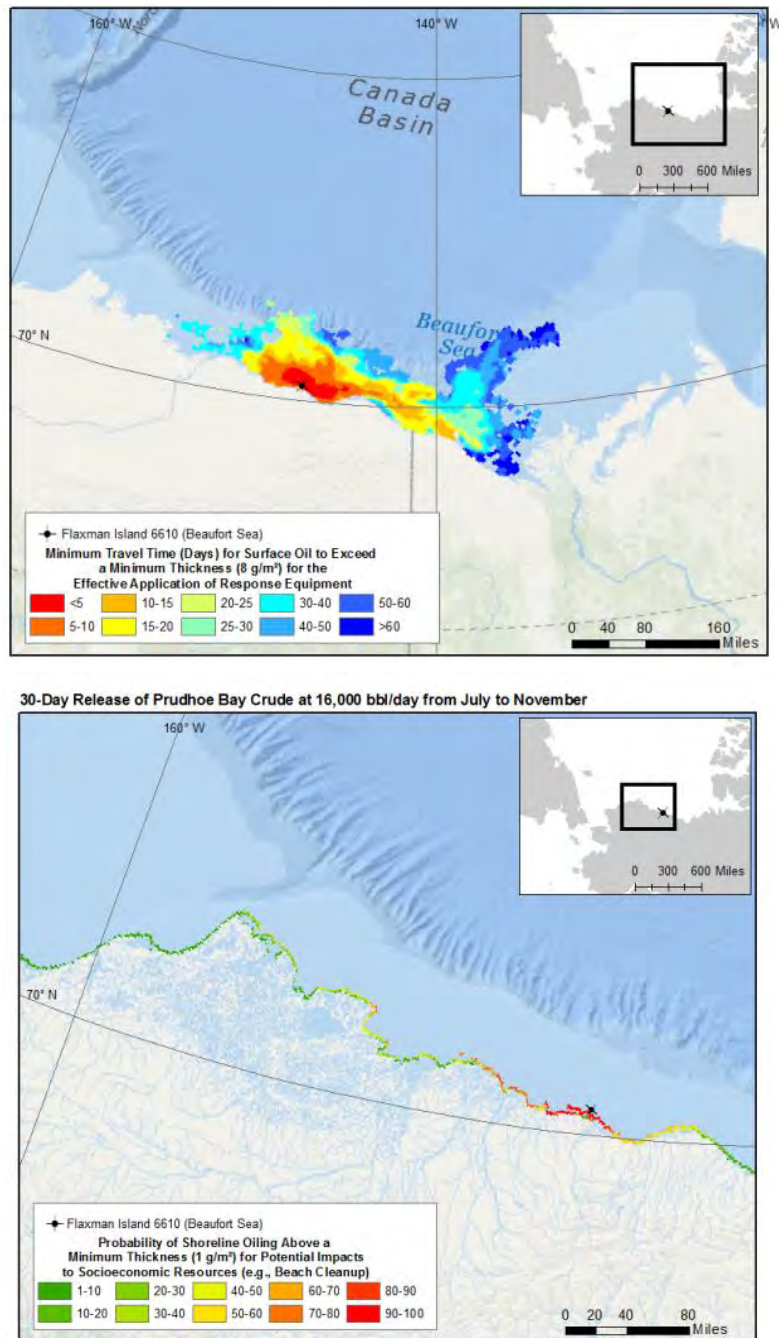 160° W
140° W
W
Canada
Basin
0 300 600 Miles
70° N
Beaufor
Sea
Flaxman Island 6610 (Beaufort Sea)
Minimum Travel Time (Days) for Surface Oil to Exceed
a Minimum Thickness (8 g/m²) for the
Effective Application of Response Equipment
<5 10-15 20-25 30-40 50-60
5-10 15-20 25-30 40-50 >60
0 40 80 160
Miles
30-Day Release of Prudhoe Bay Crude at 16,000 bbl/day from July to November
160° W
0 300 600 Miles
70° N
Flaxman Island 6610 (Beaufort Sea)
Probability of Shoreline Oiling Above a
Minimum Thickness (1 g/m²) for Potential Impacts
to Socioeconomic Resources (e.g., Beach Cleanup)
1-10 20-30 40-50 60-70 80-90
10-20 30-40 50-60 70-80 90-100
0 20 40 80
Miles